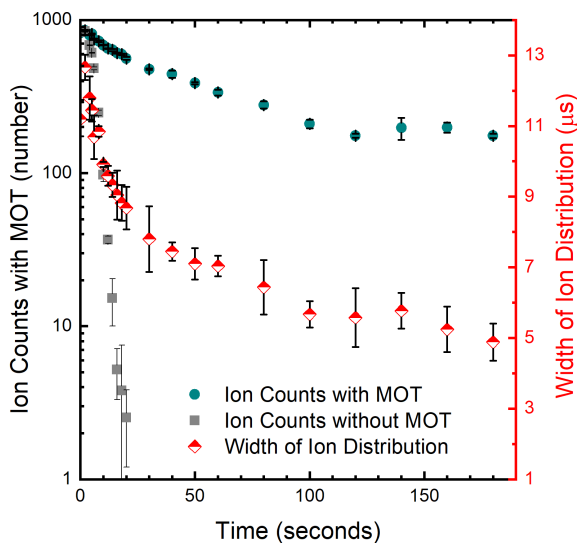 Ion Counts with MOT (number)
1000
100
10
1
Ion Counts with MOT
Ion Counts without MOT
Width of Ion Distribution
0
50
100
150
Time (seconds)
13
11
9
7
5
3
1
Width of Ion Distribution (μs)